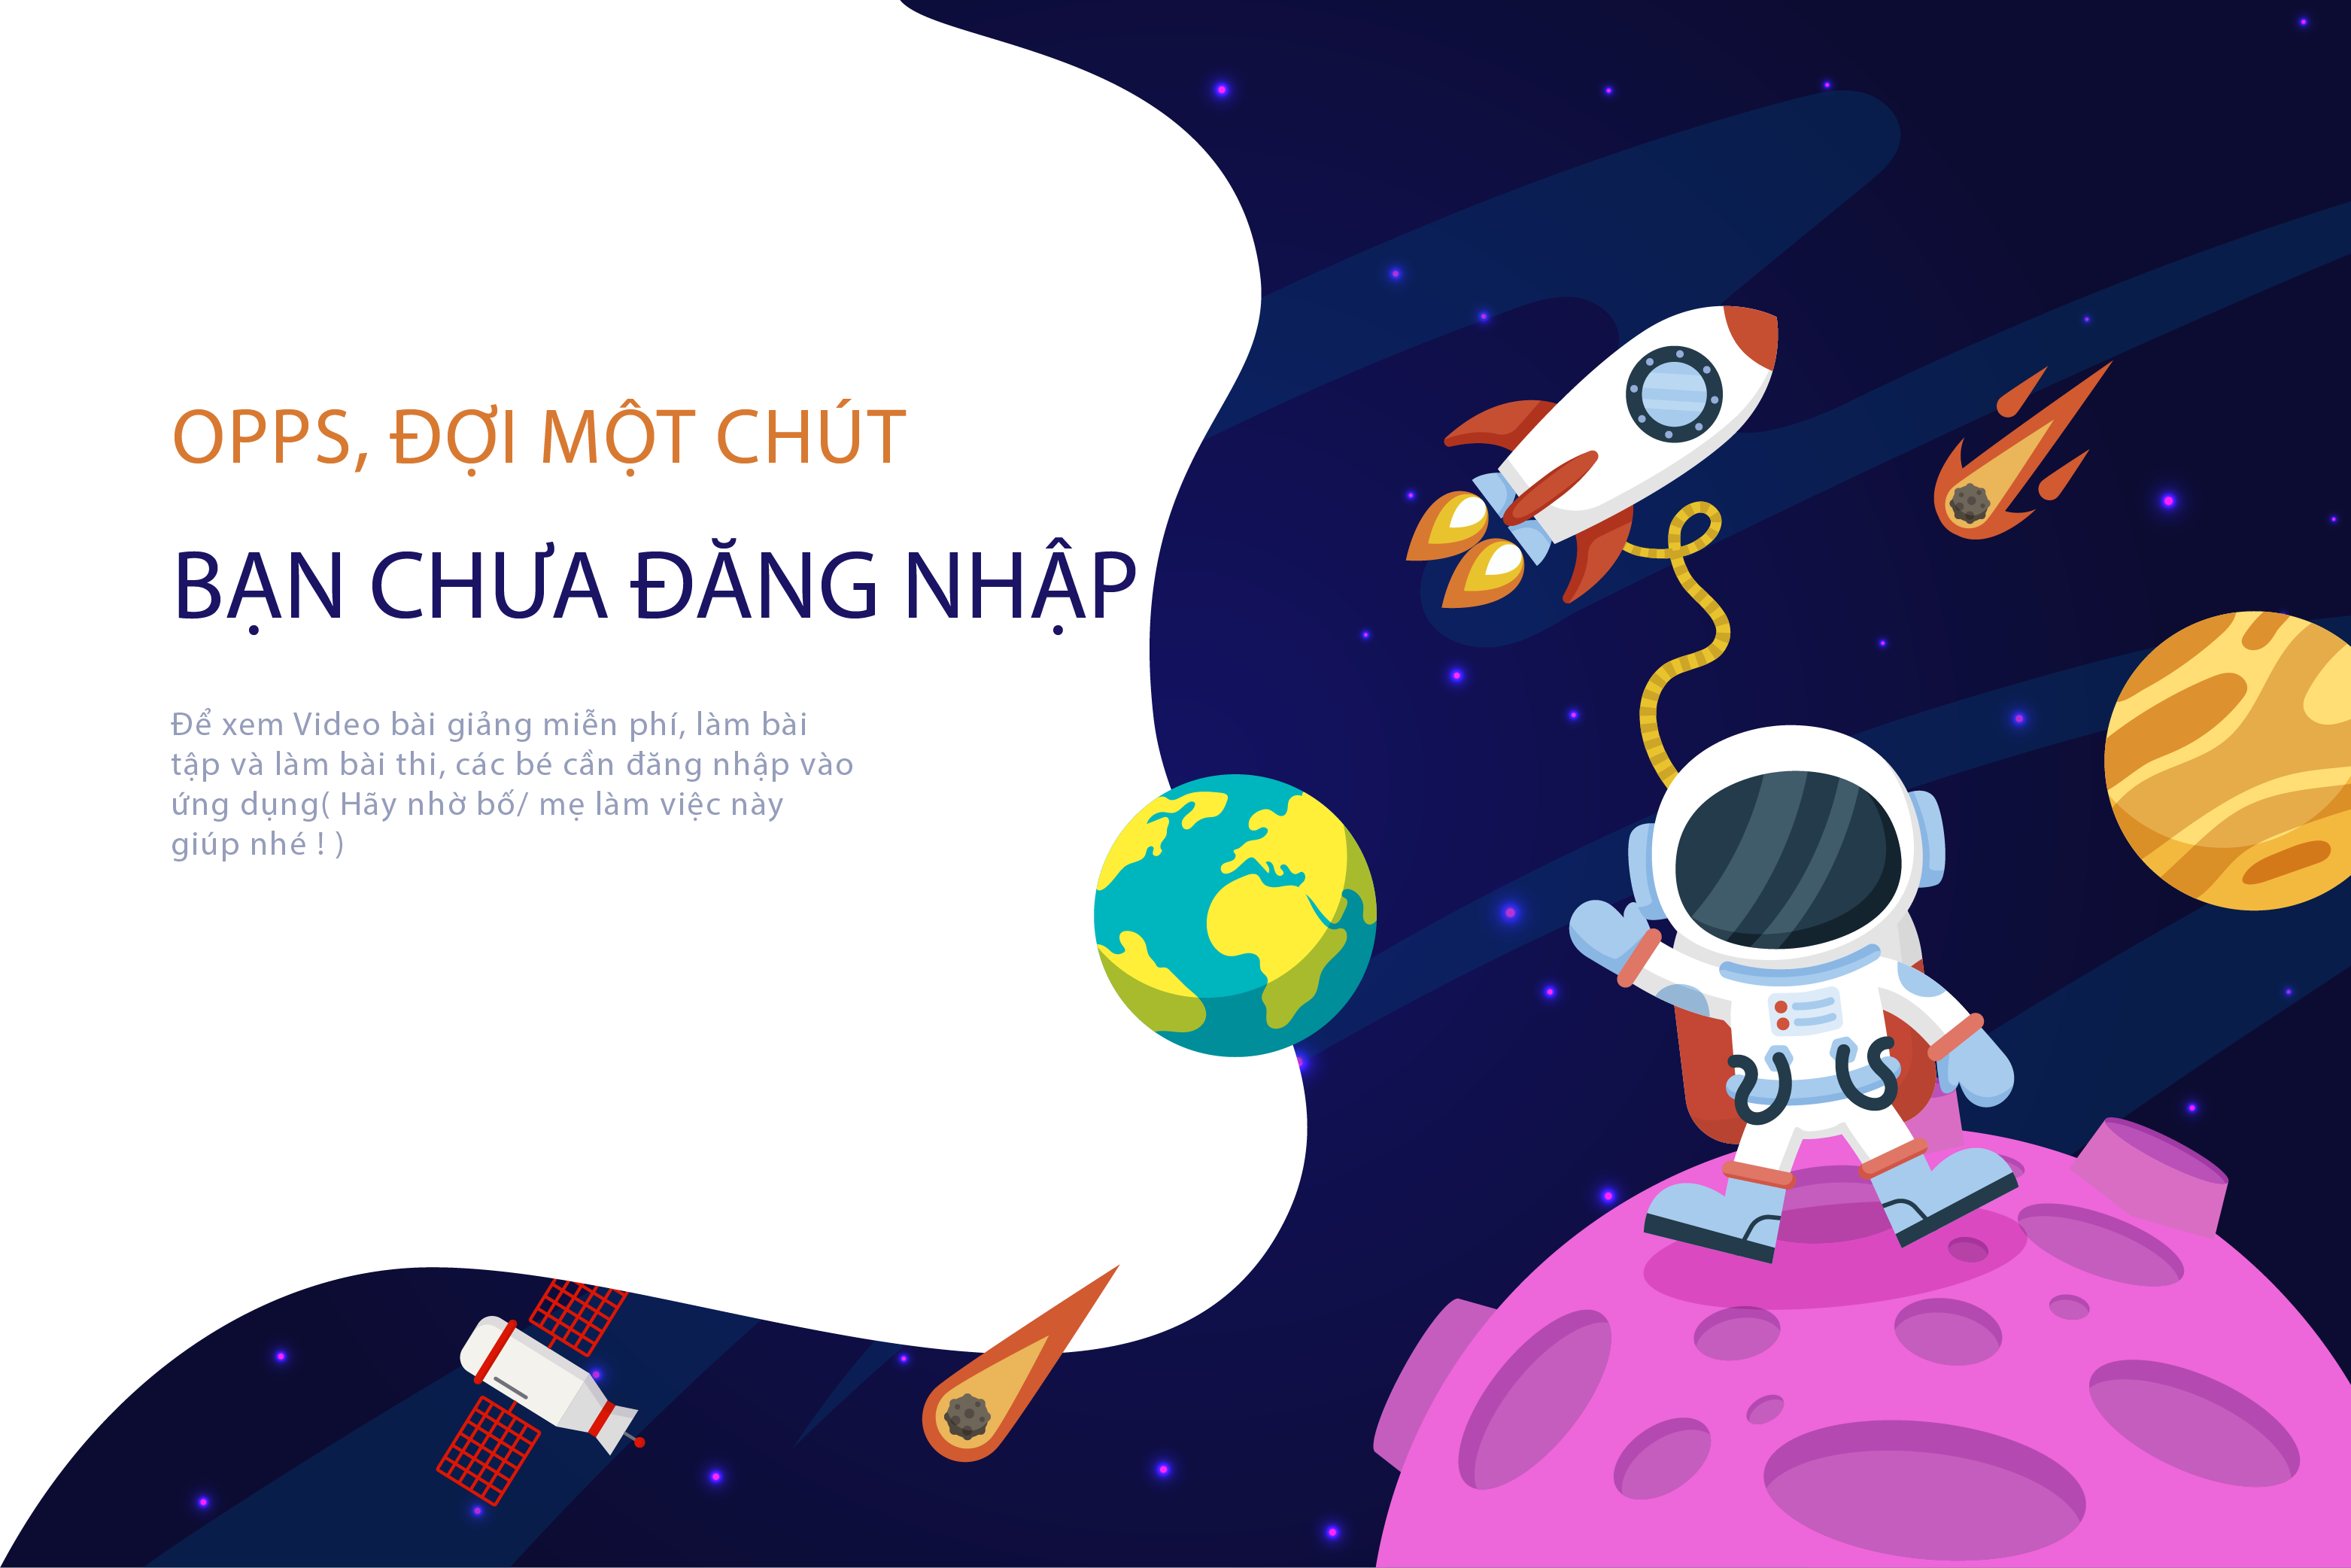 OPPS, ĐỢI MỘT CHÚT
BẠN CHƯA ĐĂNG NHẬP
Để xem Video bài giảng miễn phí, làm bài
tập và làm bài thi, các bé cần đăng nhập vào
ứng dụng( Hãy nhờ bố/ mẹ làm việc này
giúp nhé ! )